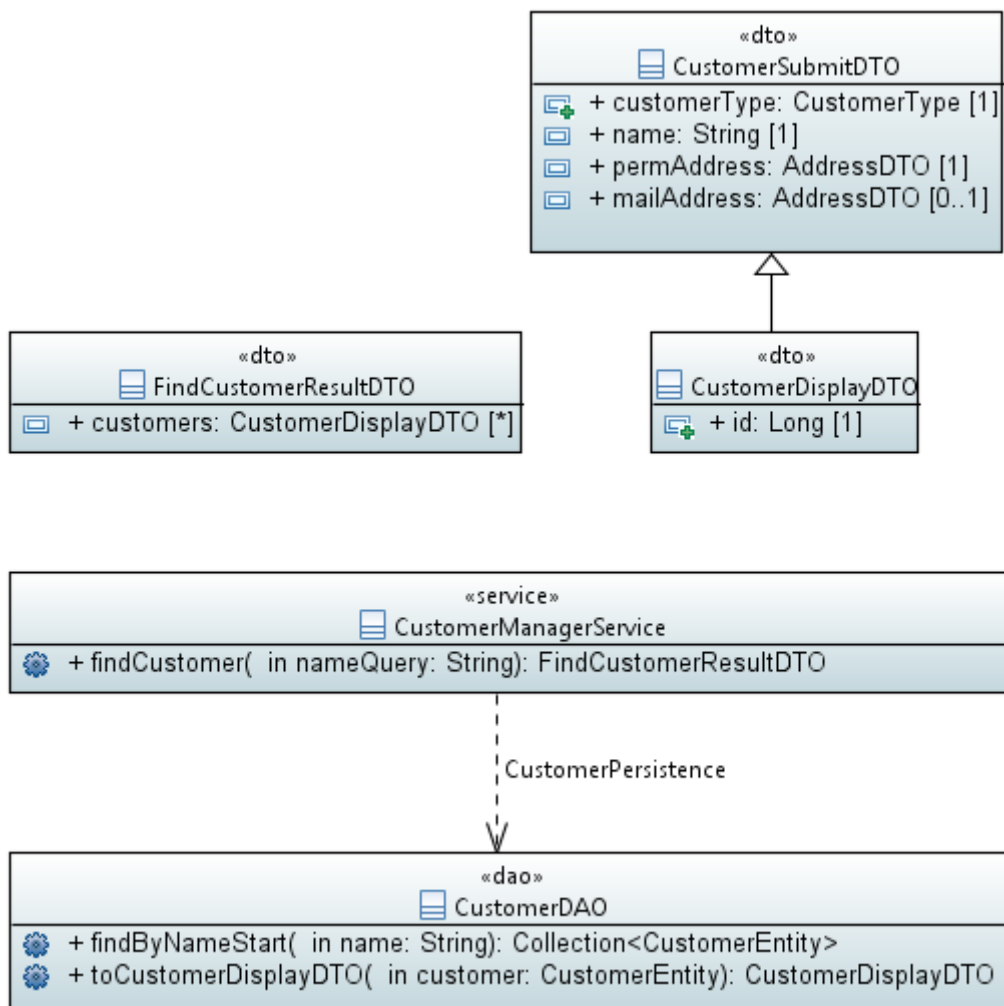 «dto»
CustomerSubmitDTO
+ customerType: CustomerType [1]
+ name: String [1]
+ permAddress: AddressDTO [1]
+ mailAddress: AddressDTO [0..1]
«dto»
FindCustomerResultDTO
+ customers: CustomerDisplayDTO [*]
«dto»
CustomerDisplayDTO
+ id: Long [1]
«service»
CustomerManagerService
+ findCustomer( in nameQuery: String): FindCustomerResultDTO
CustomerPersistence
«dao»
CustomerDAO
+ findByNameStart( in name: String): Collection<CustomerEntity>
+ toCustomerDisplayDTO( in customer: CustomerEntity): CustomerDisplayDTO